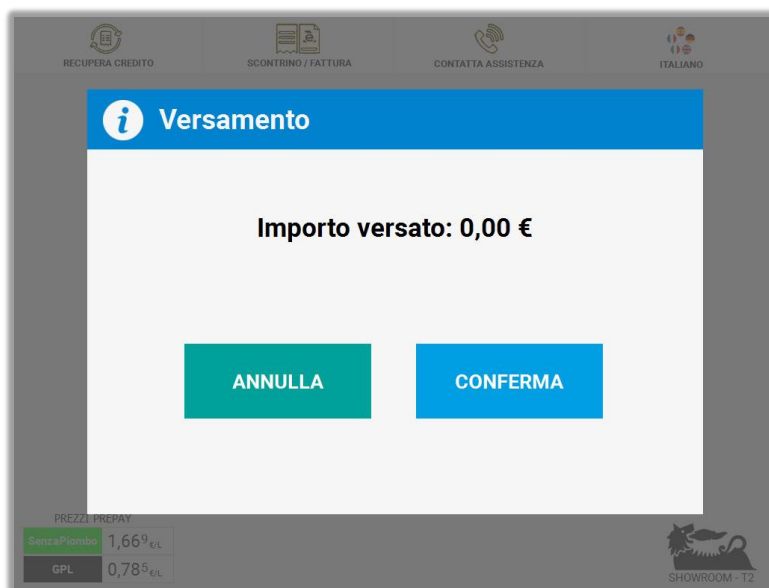 RECUPERA CREDITO
SCONTRINO / FATTURA
CONTATTA ASSISTENZA
ITALIANO
i Versamento
Importo versato: 0,00 €
ANNULLA
CONFERMA
PREZZI PREPAY
SenzaPiombo 1,669 €/L
GPL 0,785 €/L
SHOWROOM - T2